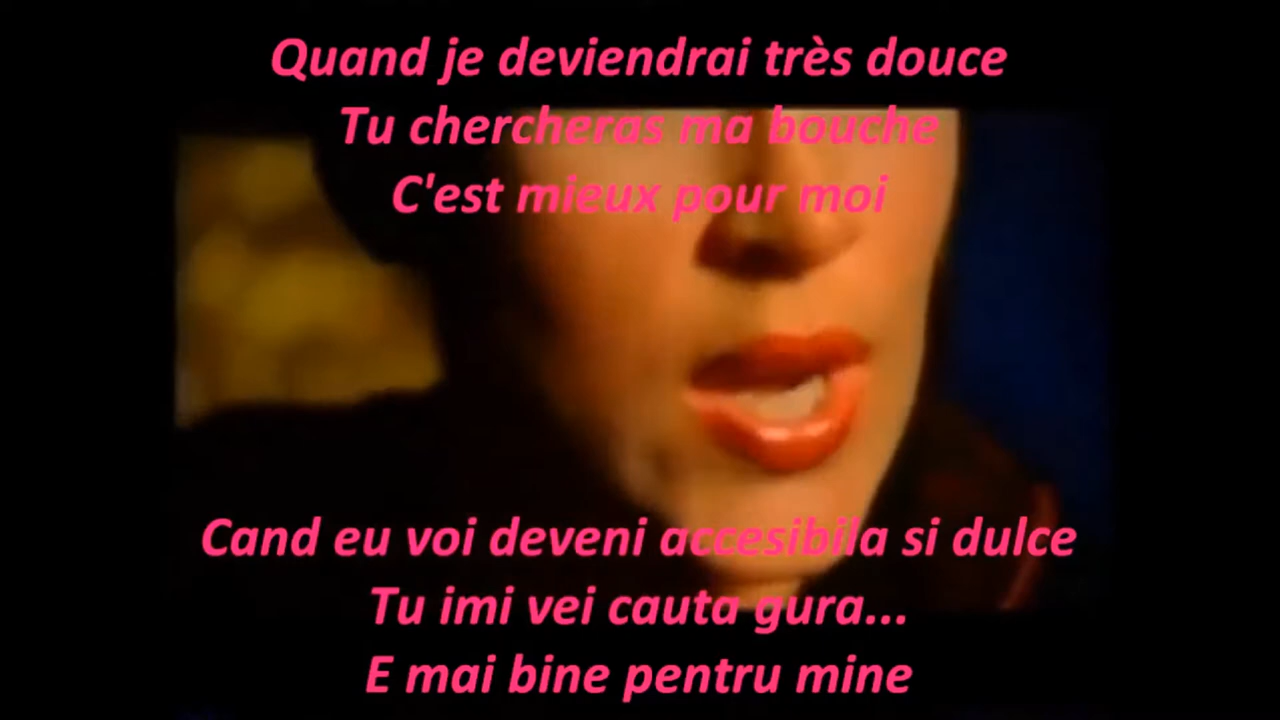 Quand je deviendrai très douce
Tu chercheras ma bouche
C'est mieux pour moi
Cand eu voi deveni accesibila si dulce
Tu imi vei cauta gura...
E mai bine pentru mine